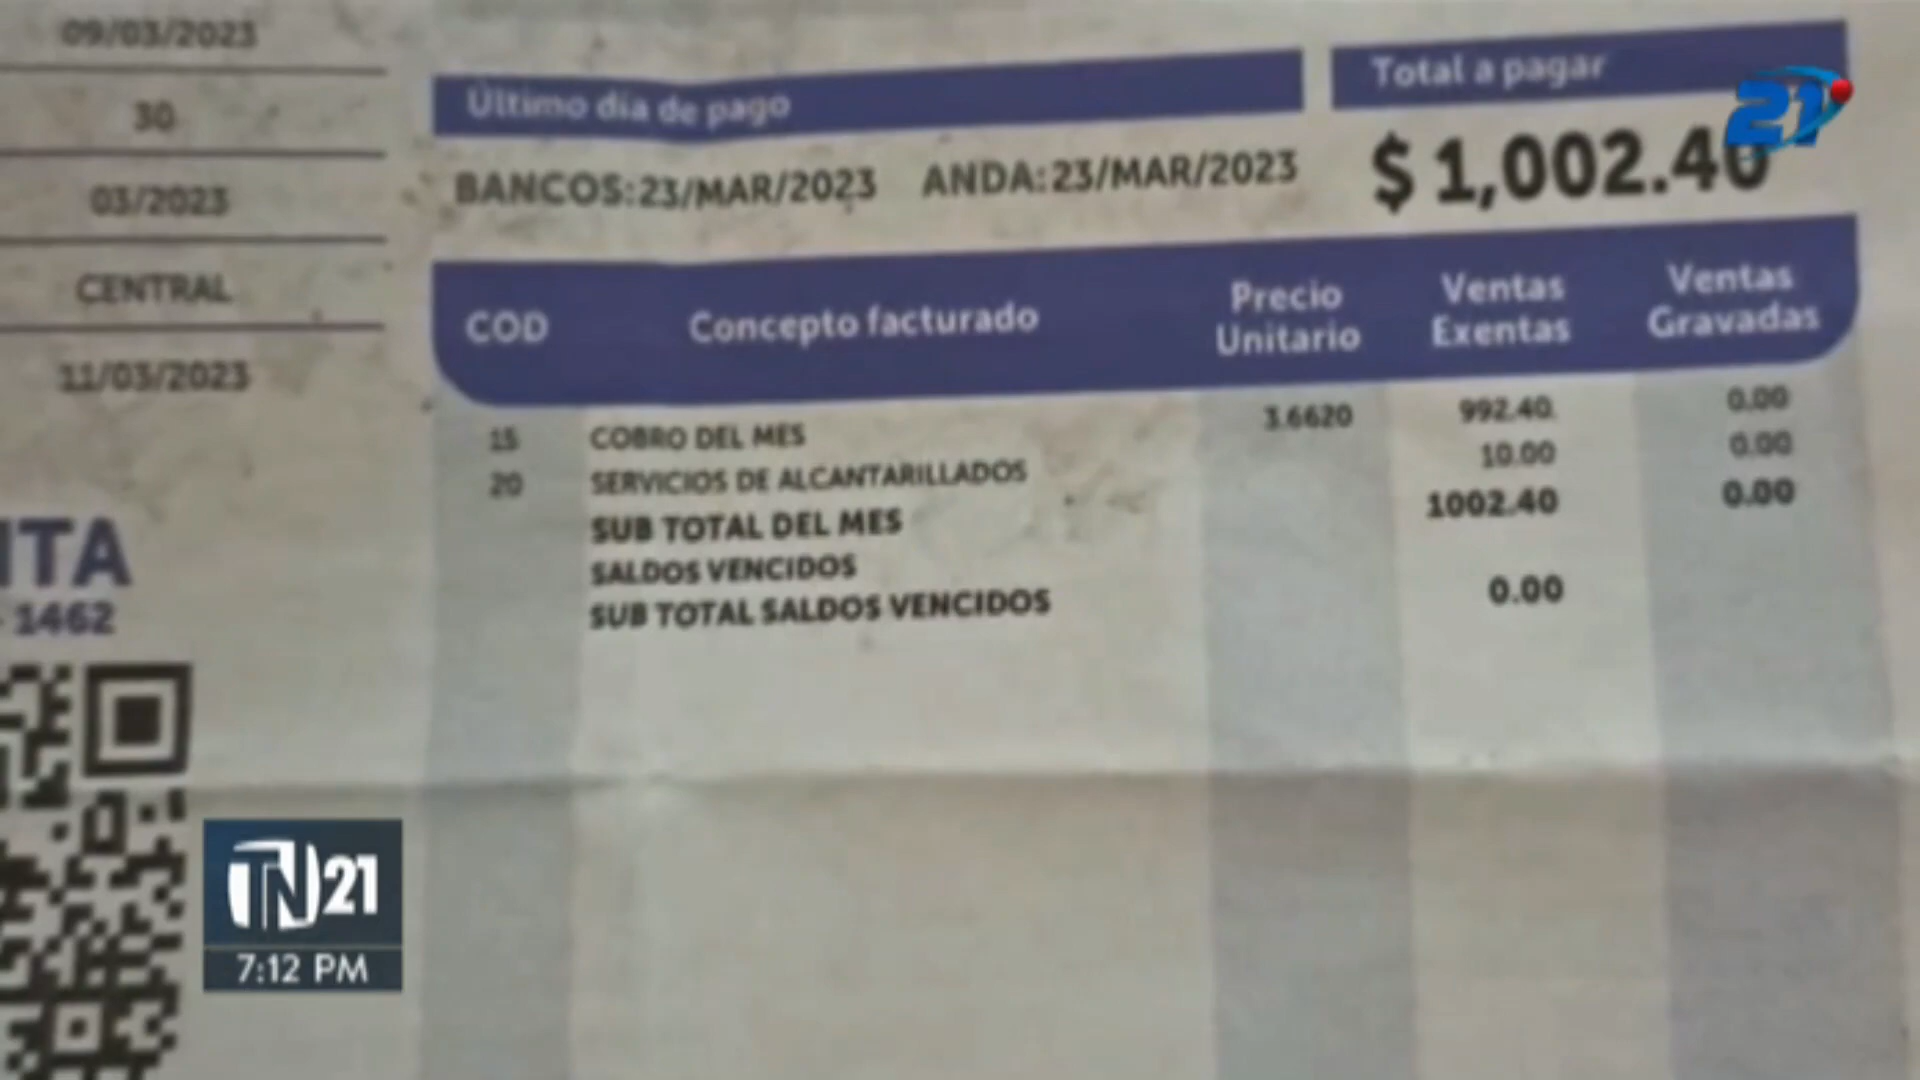 09/03/2023
30
03/2023
CENTRAL
11/03/2023
ITA
- 1462
Último día de pago
Total a pagar
BANCOS:23/MAR/2023 ANDA:23/MAR/2023
$ 1,002.40
COD Concepto facturado Precio Unitario Ventas Exentas Ventas Gravadas
15 COBRO DEL MES 3.6620 992.40 0.00
20 SERVICIOS DE ALCANTARILLADOS 10.00 0.00
SUB TOTAL DEL MES 1002.40 0.00
SALDOS VENCIDOS
SUB TOTAL SALDOS VENCIDOS 0.00
21
TN21
7:12 PM